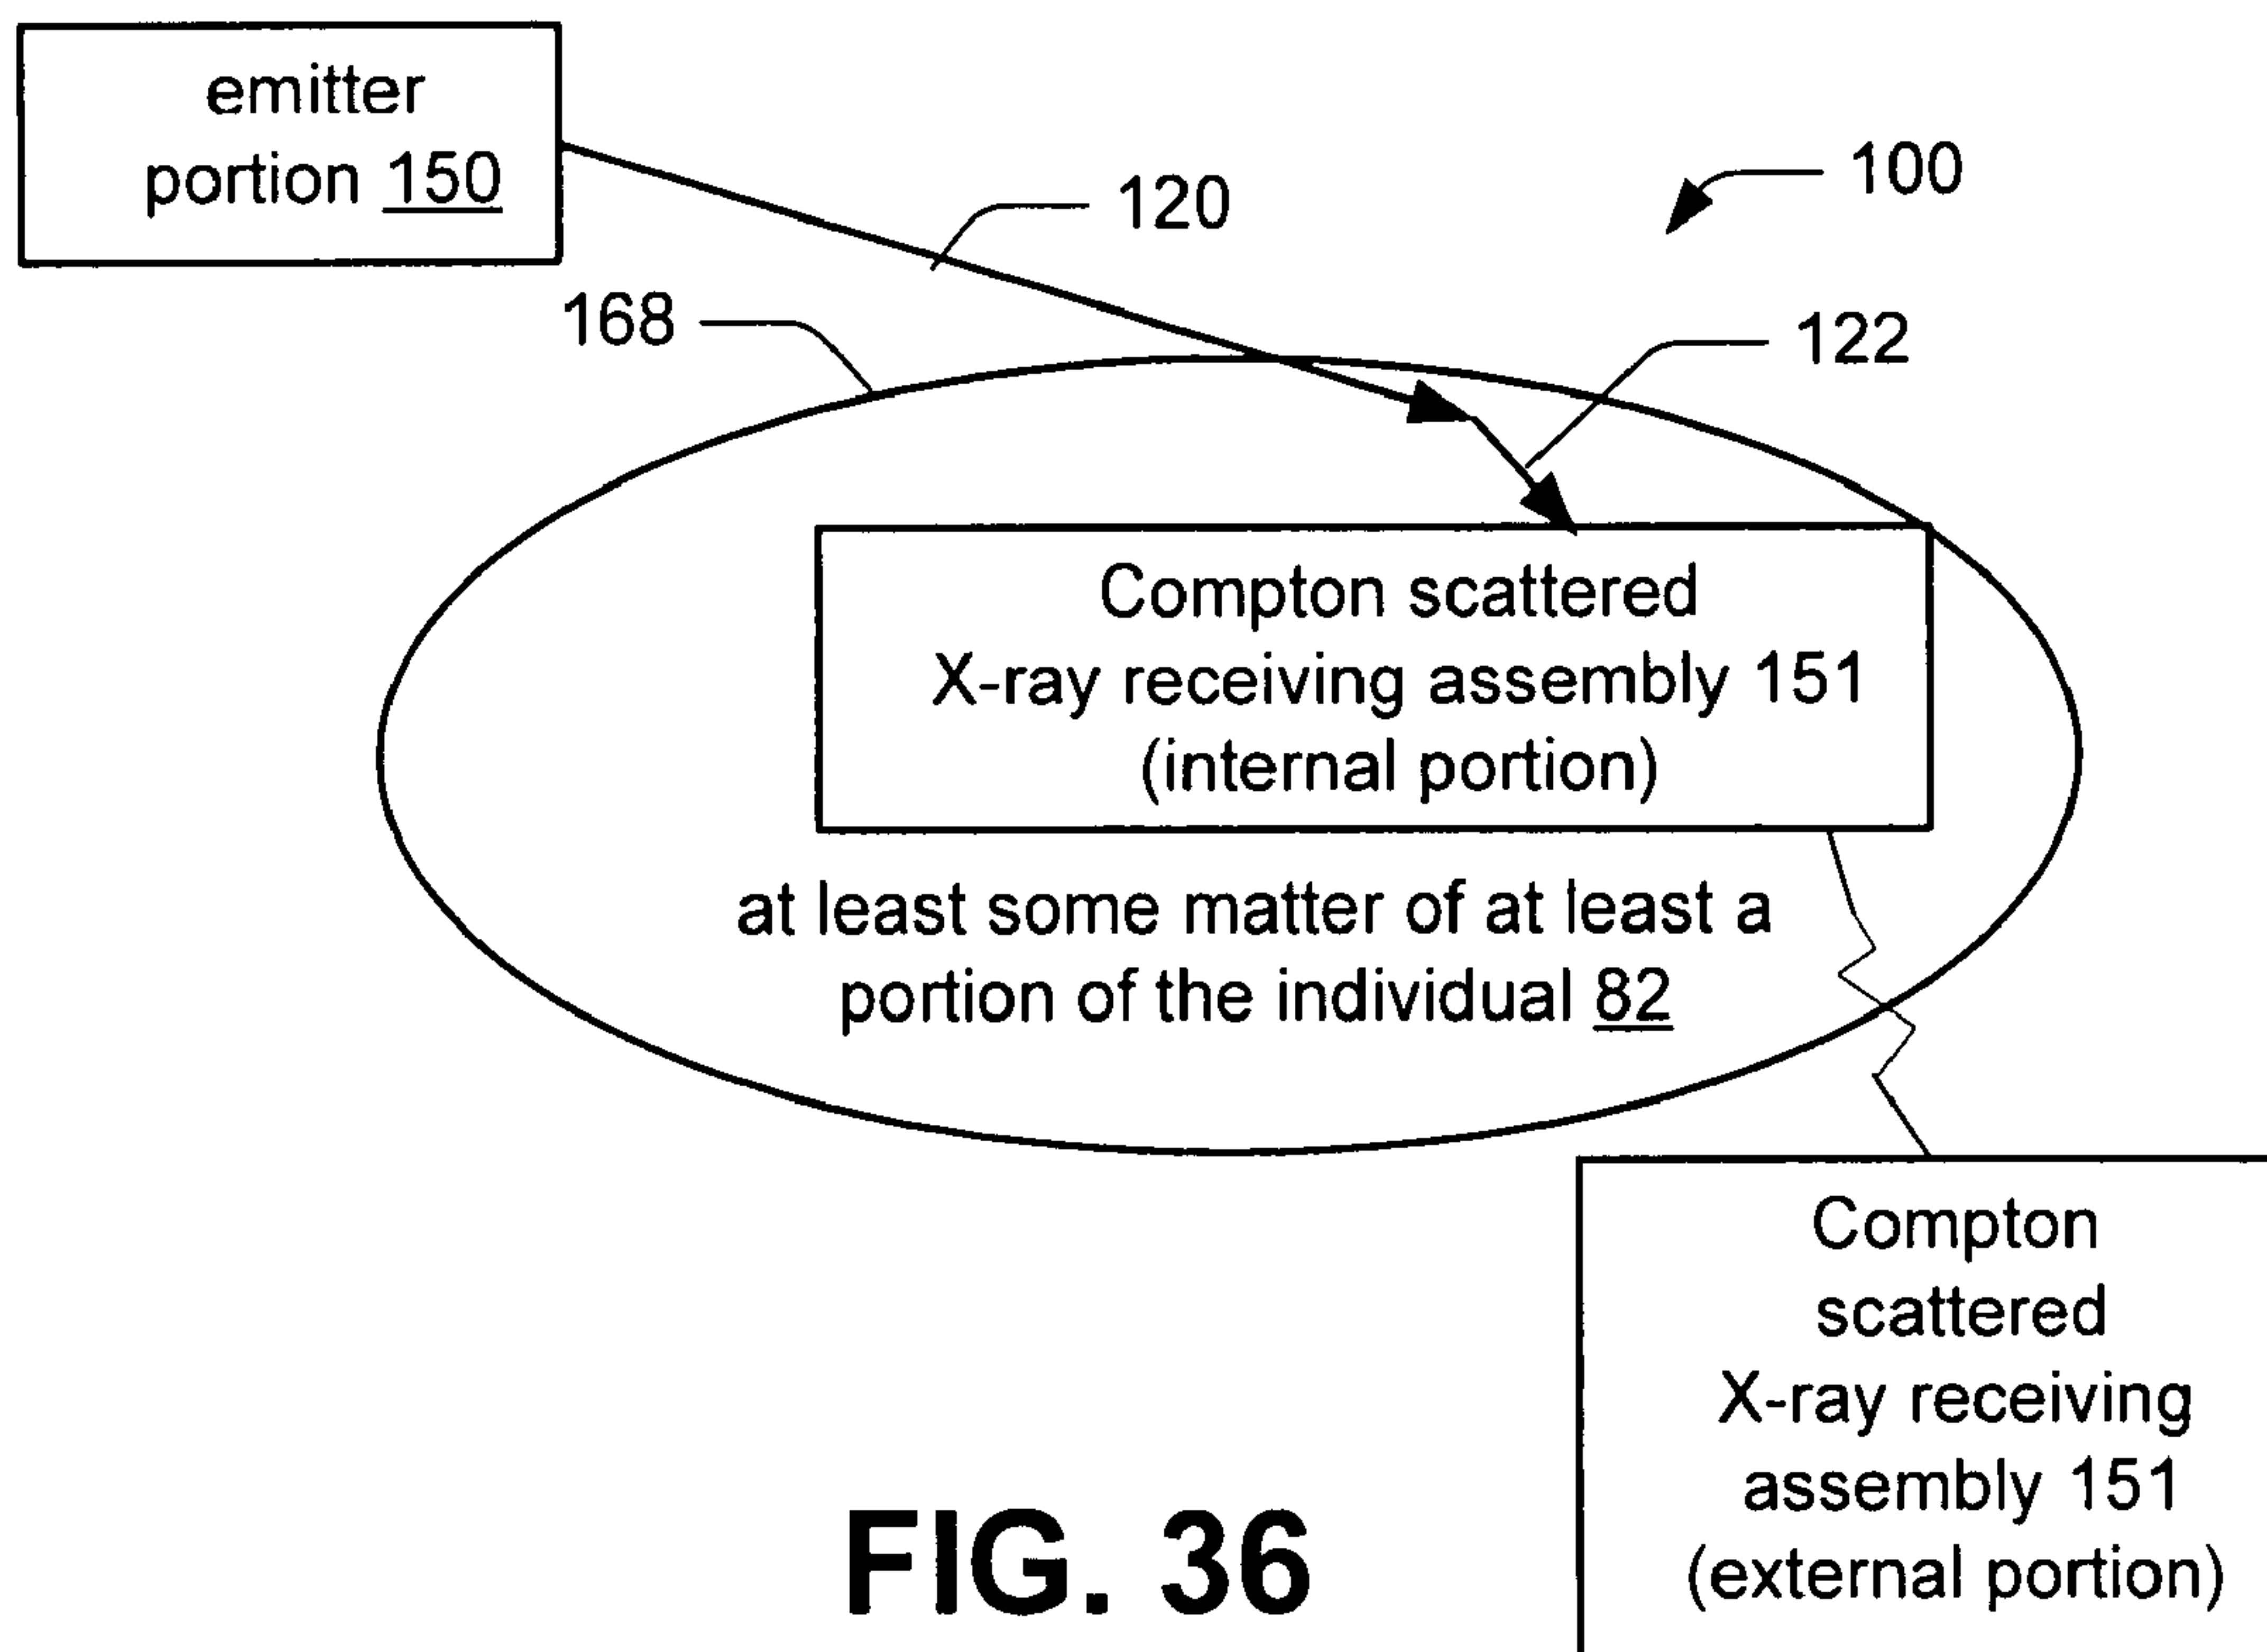 emitter
portion 150
120
100
168
122
Compton scattered
X-ray receiving assembly 151
(internal portion)
at least some matter of at least a
portion of the individual 82
Compton
scattered
X-ray receiving
assembly 151
(external portion)
FIG. 36